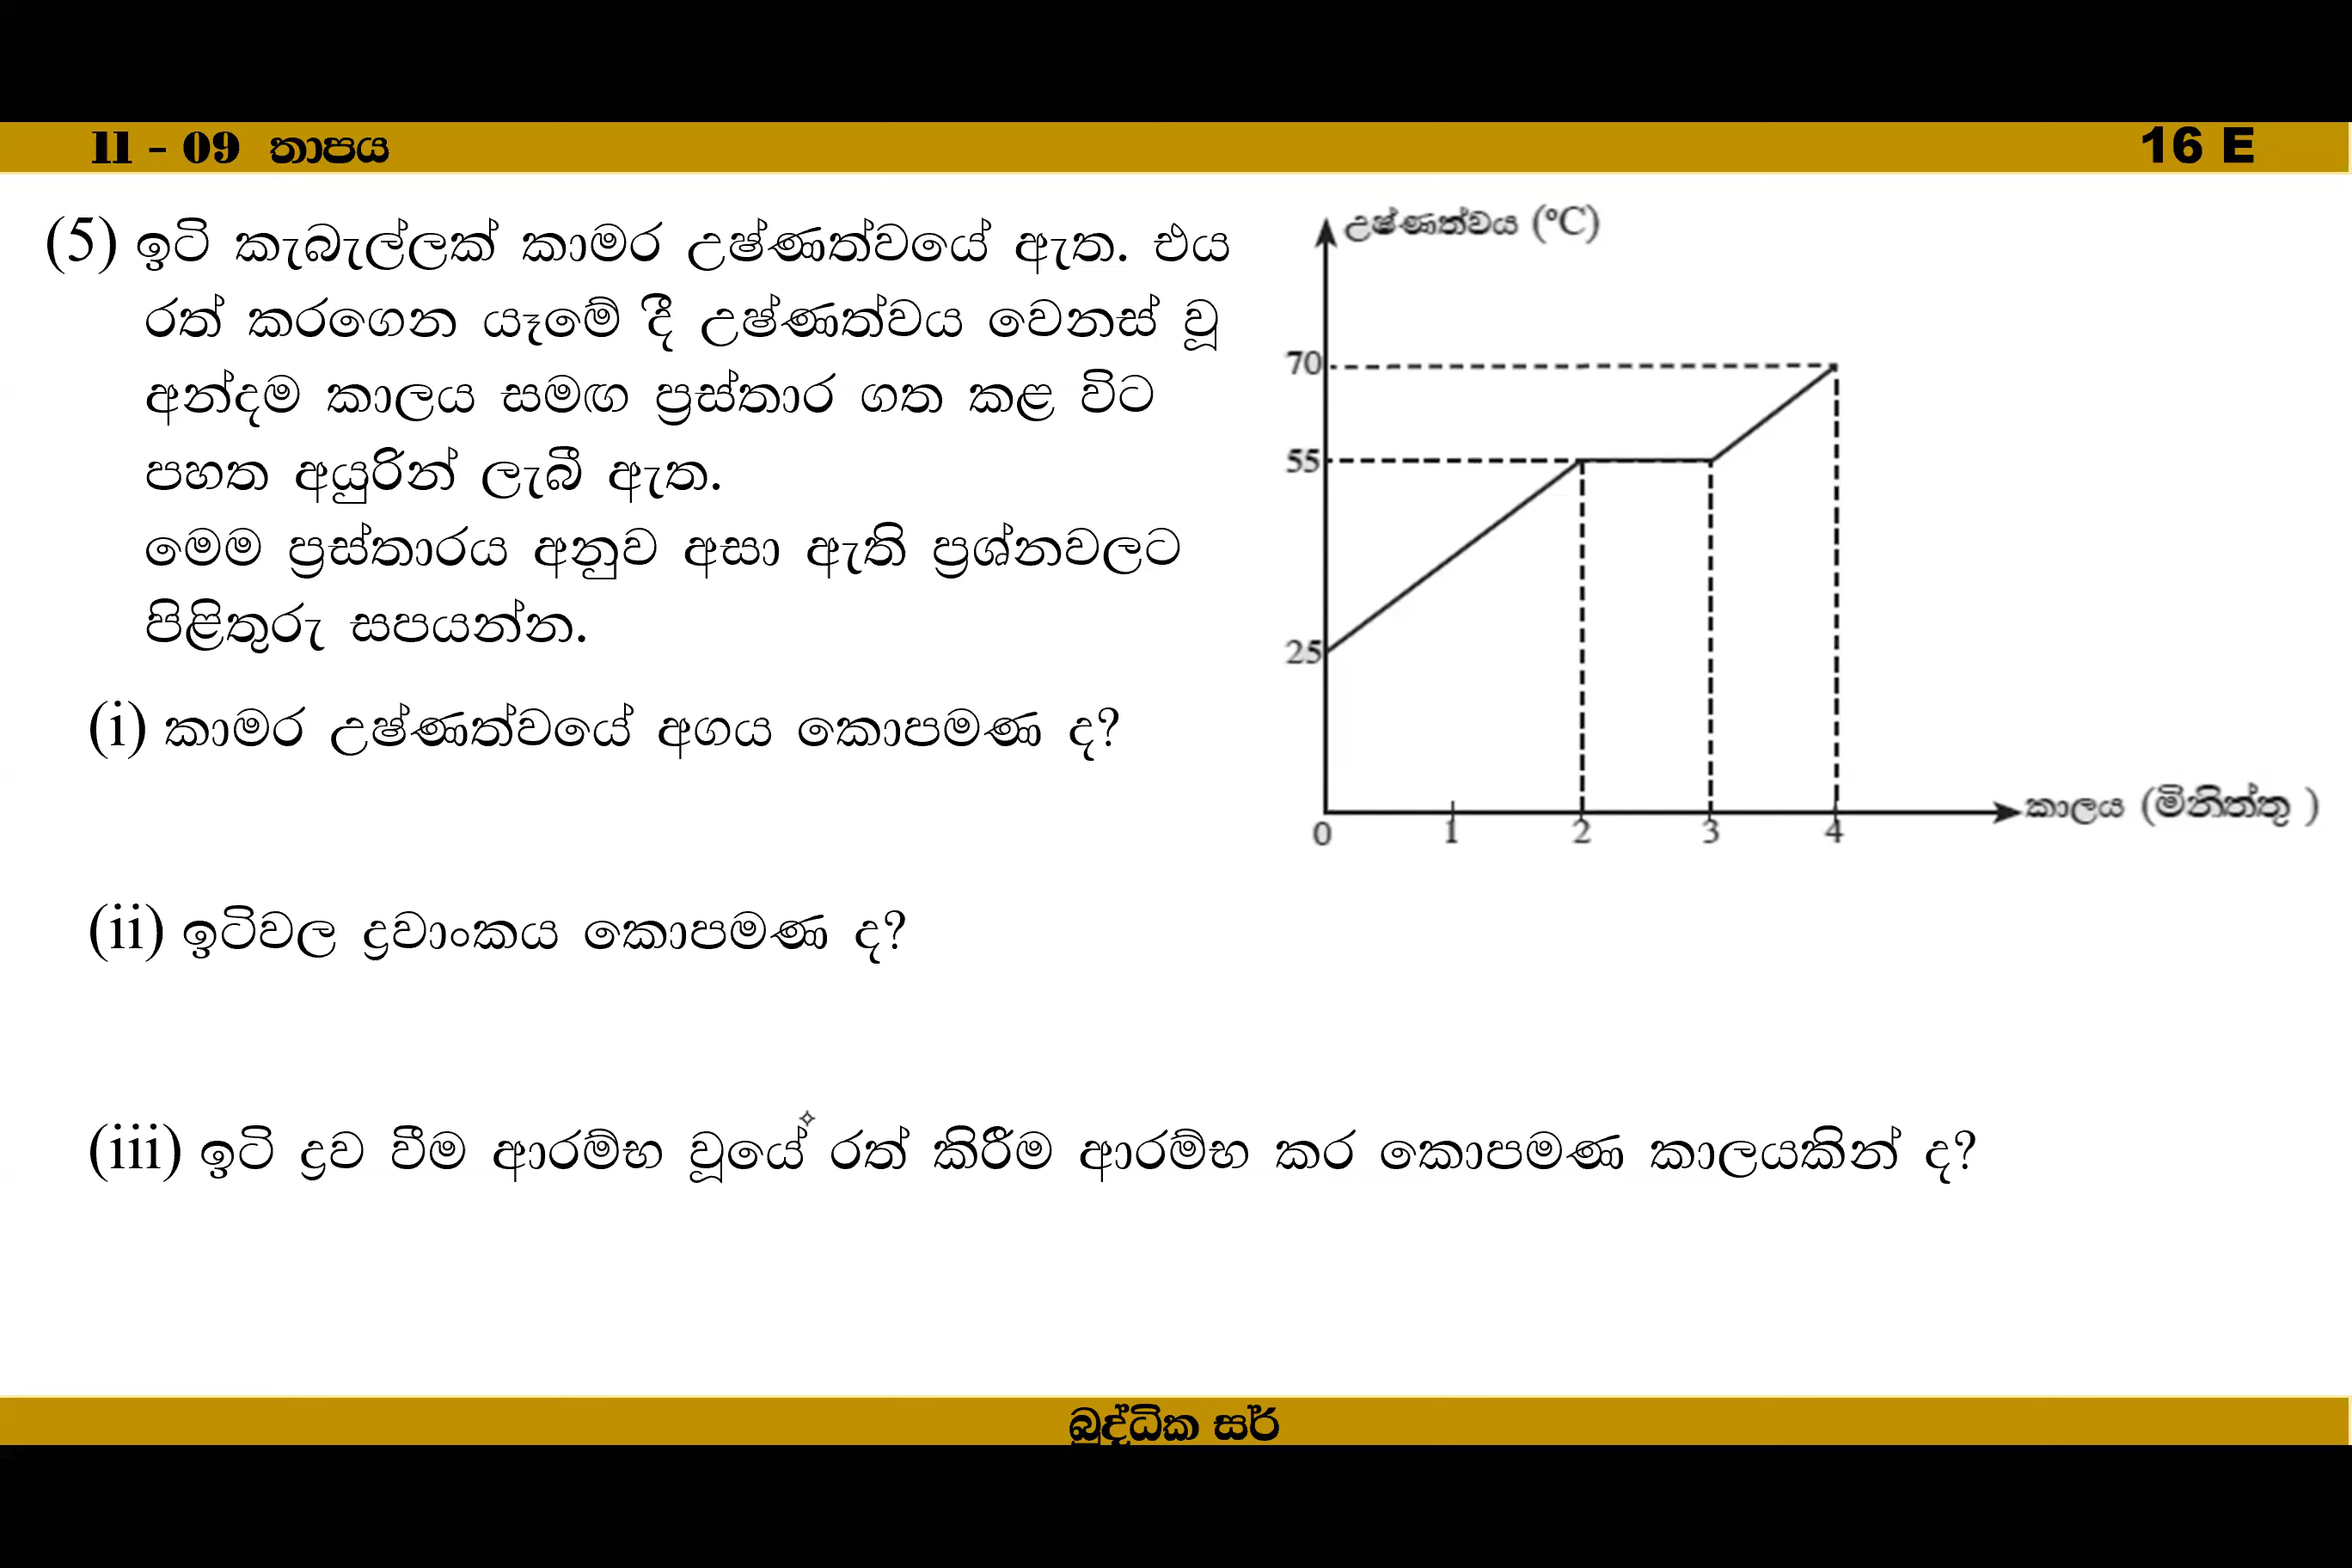 11 - 09 තාපය
16 E
(5) ඉටි කැබැල්ලක් කාමර උෂ්ණත්වයේ ඇත. එය
රත් කරගෙන යෑමේ දී උෂ්ණත්වය වෙනස් වූ
අන්දම කාලය සමඟ ප්‍රස්තාර ගත කළ විට
පහත අයුරින් ලැබී ඇත.
මෙම ප්‍රස්තාරය අනුව අසා ඇති ප්‍රශ්නවලට
පිළිතුරු සපයන්න.
උෂ්ණත්වය (°C)
70
55
25
0 1 2 3 4
කාලය (මිනිත්තු )
(i) කාමර උෂ්ණත්වයේ අගය කොපමණ ද?
(ii) ඉටිවල ද්‍රවාංකය කොපමණ ද?
(iii) ඉටි ද්‍රව වීම ආරම්භ වූයේ රත් කිරීම ආරම්භ කර කොපමණ කාලයකින් ද?
බුද්ධික සර්